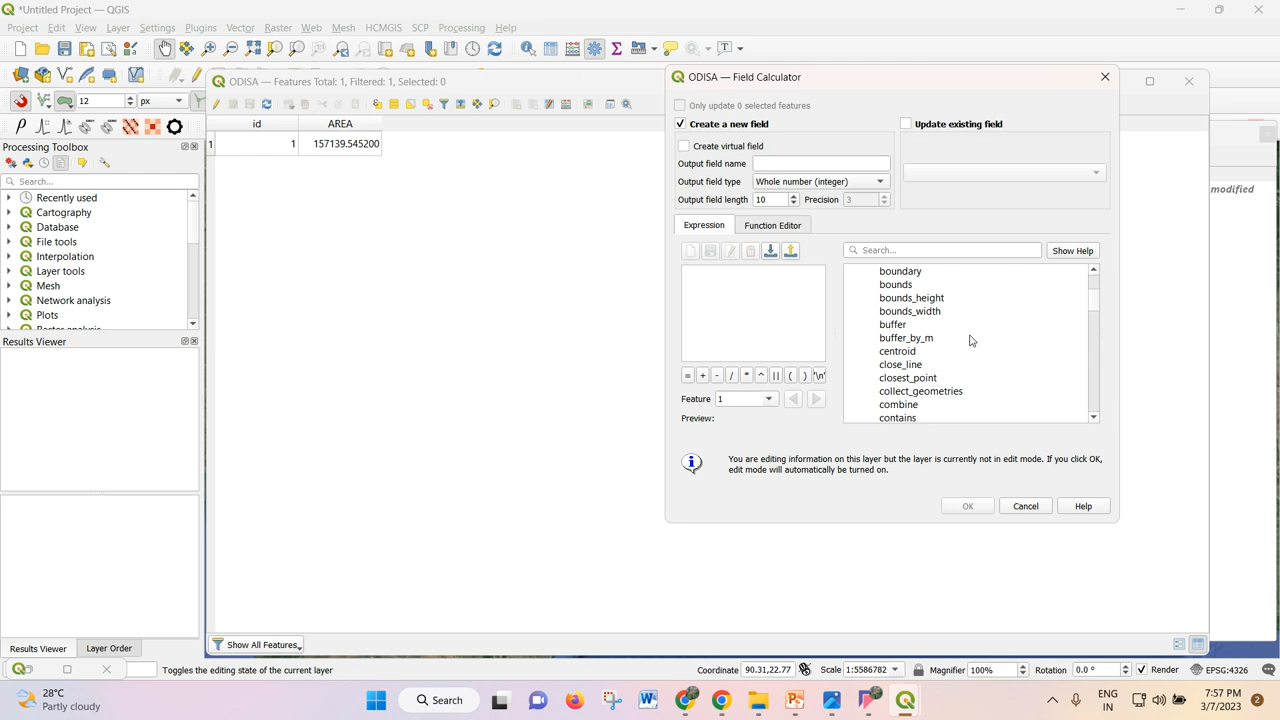 *Untitled Project — QGIS
Project Edit View Layer Settings Plugins Vector Raster Database Web Mesh HCMGIS SCP Processing Help
12 px
ODISA — Features Total: 1, Filtered: 1, Selected: 0
id AREA
1 1 157139.545200
Processing Toolbox
Search...
Recently used
Cartography
Database
File tools
Interpolation
Layer tools
Mesh
Network analysis
Plots
Raster analysis
Results Viewer
Results Viewer Layer Order
Show All Features
ODISA — Field Calculator
Only update 0 selected features
Create a new field
Update existing field
Create virtual field
Output field name
Output field type Whole number (integer)
Output field length 10 Precision 3
Expression Function Editor
Search... Show Help
boundary
bounds
bounds_height
bounds_width
buffer
buffer_by_m
centroid
close_line
closest_point
collect_geometries
combine
contains
= + - / * ^ || ( ) '\n'
Feature 1
Preview:
You are editing information on this layer but the layer is currently not in edit mode. If you click OK,
edit mode will automatically be turned on.
OK Cancel Help
modified
Toggles the editing state of the current layer
Coordinate 90.31,22.77 Scale 1:5586782 Magnifier 100% Rotation 0.0 ° Render EPSG:4326
28°C
Partly cloudy
Search
ENG
IN
7:57 PM
3/7/2023
2